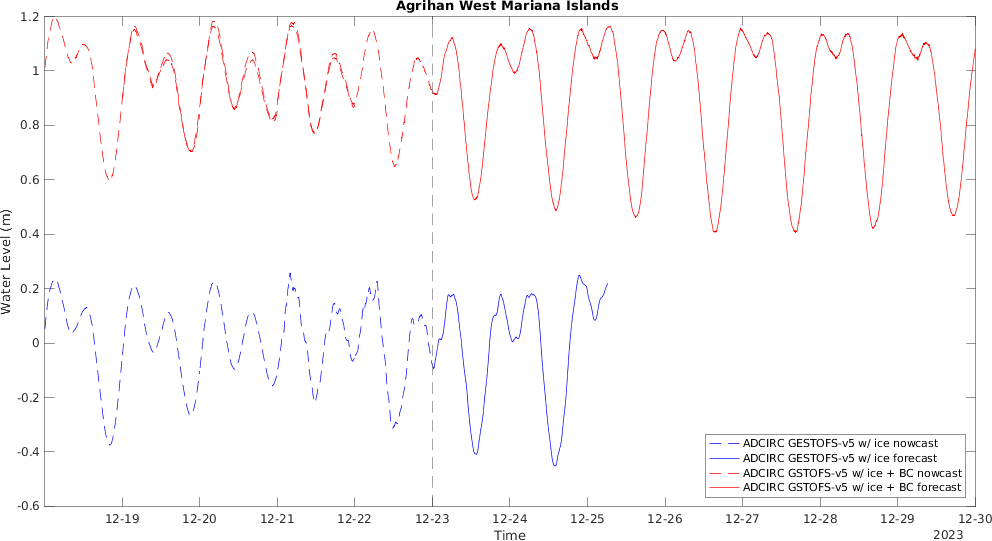 Agrihan West Mariana Islands
1.2
1
0.8
0.6
0.4
0.2
0
-0.2
-0.4
-0.6
Water Level (m)
12-19 12-20 12-21 12-22 12-23 12-24 12-25 12-26 12-27 12-28 12-29 12-30
Time
2023
ADCIRC GESTOFS-v5 w/ ice nowcast
ADCIRC GESTOFS-v5 w/ ice forecast
ADCIRC GSTOFS-v5 w/ ice + BC nowcast
ADCIRC GSTOFS-v5 w/ ice + BC forecast